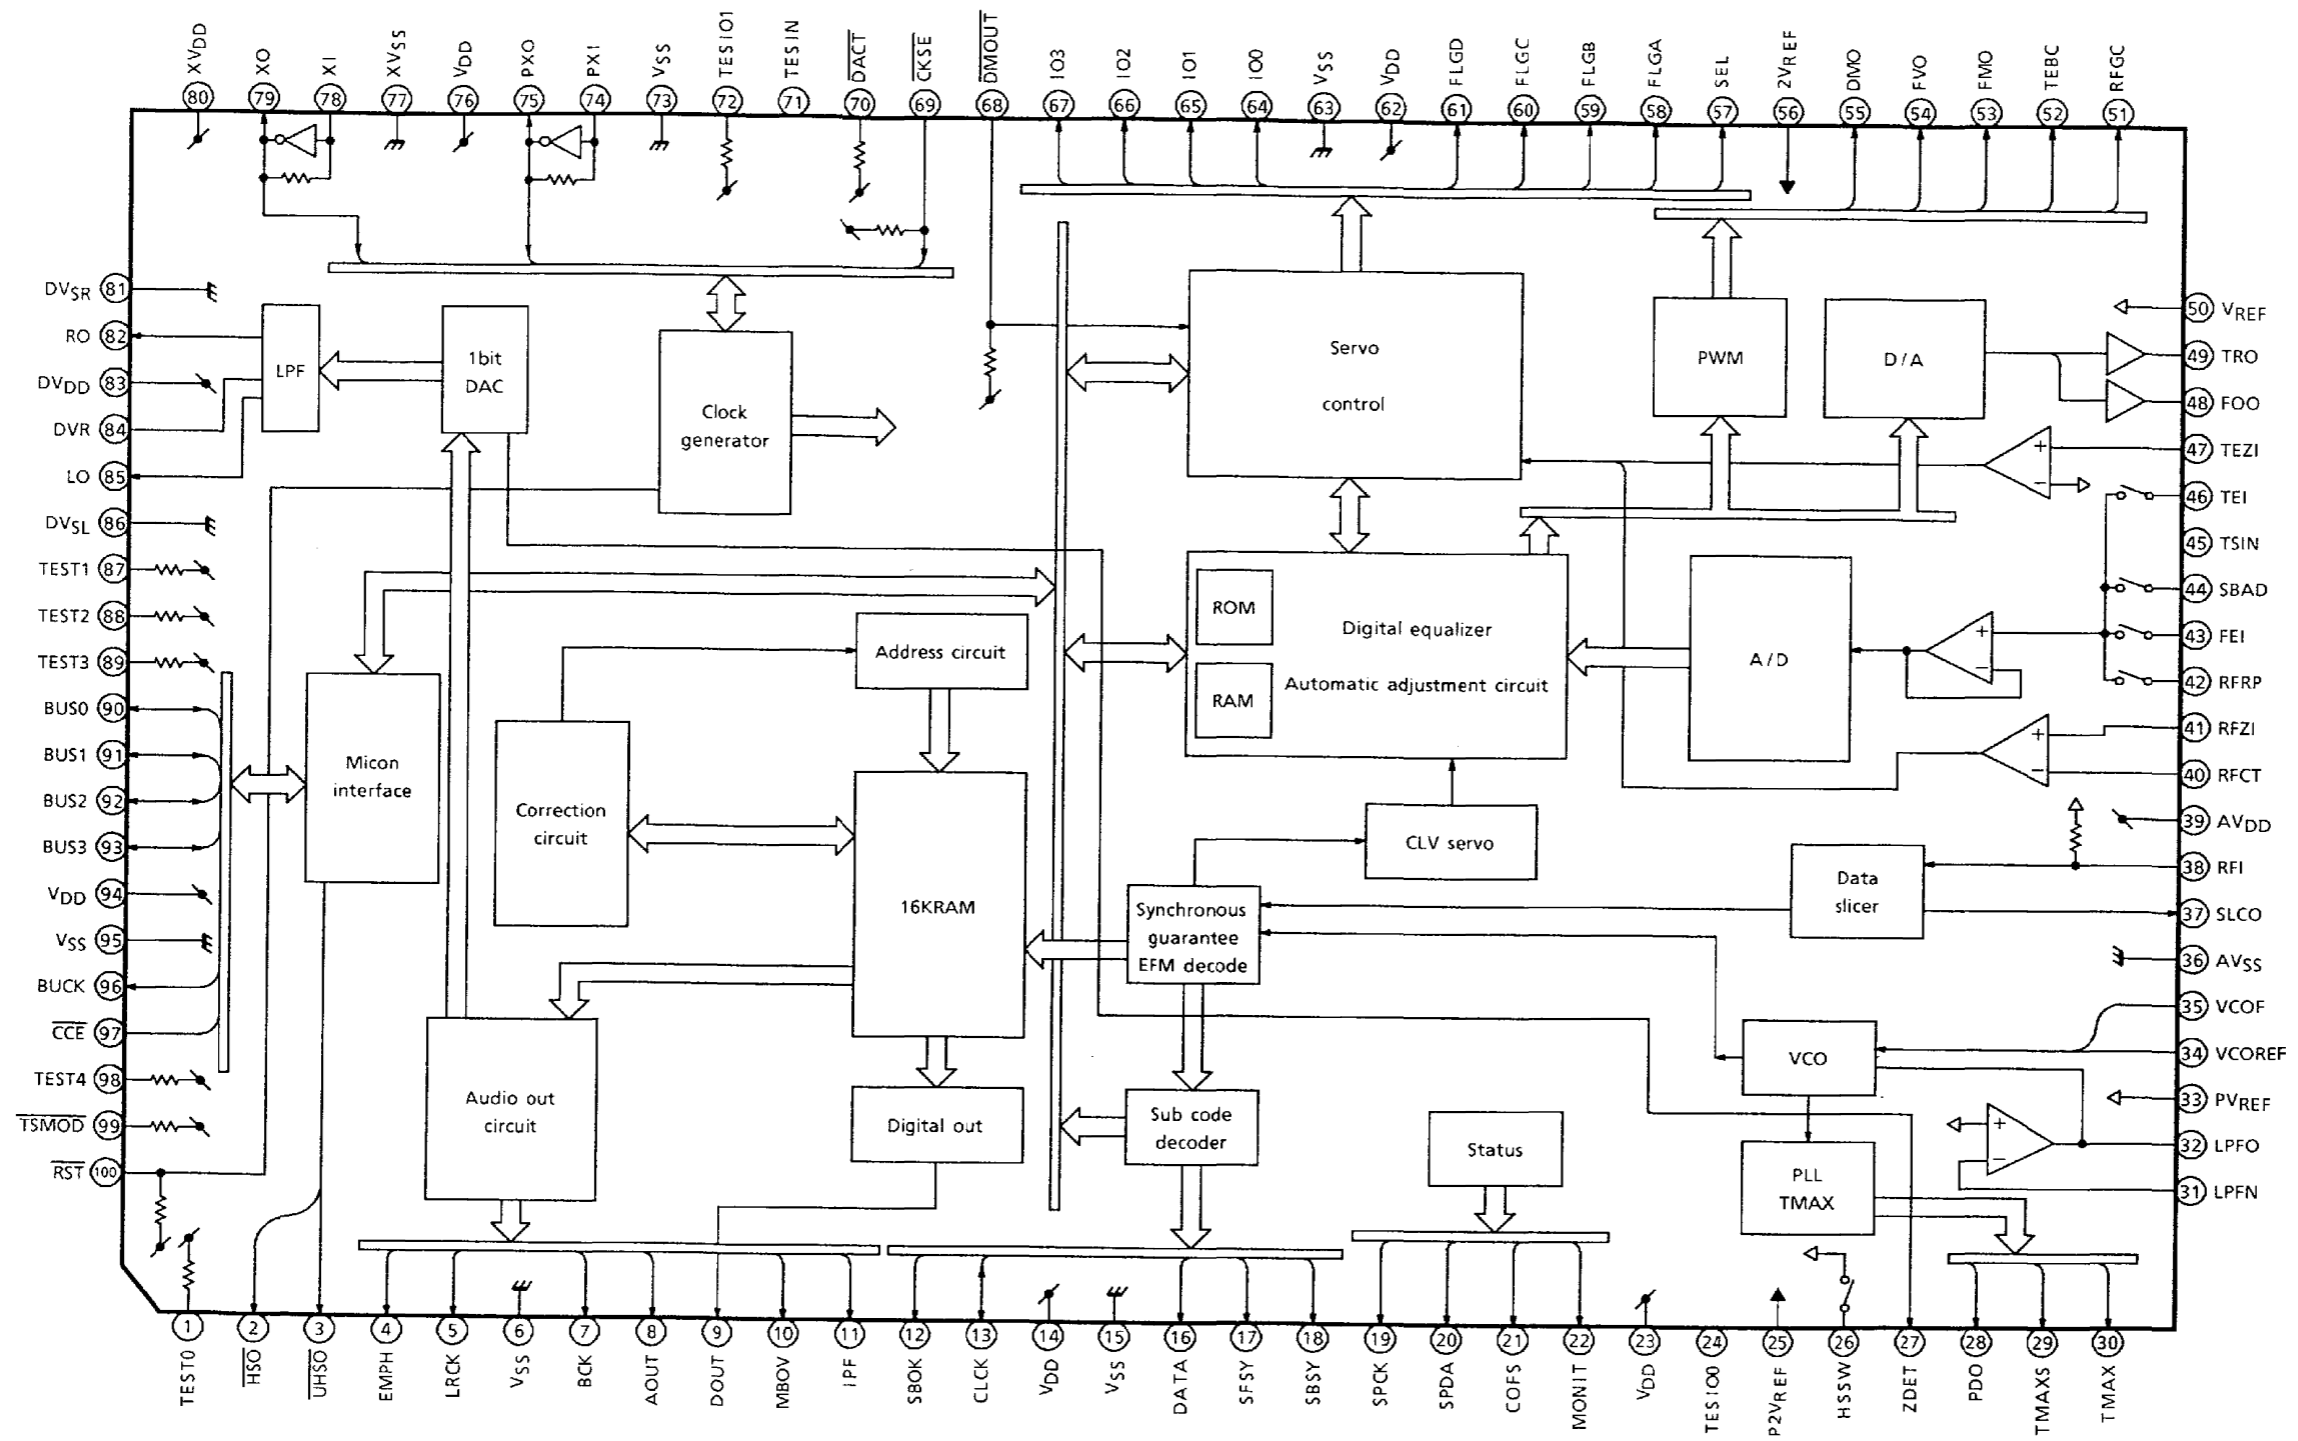 XVDD
XO
XI
XVSS
VDD
PXO
PXI
VSS
TESIO1
TESIN
DACT
CKSE
DMOUT
IO3
IO2
IO1
IO0
VSS
VDD
FLGD
FLGC
FLGB
FLGA
SEL
2VREF
DMO
FVO
FMO
TEBC
RFGC
80
79
78
77
76
75
74
73
72
71
70
69
68
67
66
65
64
63
62
61
60
59
58
57
56
55
54
53
52
51
DVSR 81
RO 82
DVDD 83
DVR 84
LO 85
DVSL 86
TEST1 87
TEST2 88
TEST3 89
BUS0 90
BUS1 91
BUS2 92
BUS3 93
VDD 94
VSS 95
BUCK 96
CCE 97
TEST4 98
TSMOD 99
RST 100
LPF
1bit
DAC
Clock
generator
Servo
control
PWM
D/A
ROM
RAM
Digital equalizer
Automatic adjustment circuit
A/D
Address circuit
Micon
interface
Correction
circuit
16KRAM
CLV servo
Synchronous
guarantee
EFM decode
Data
slicer
VCO
Audio out
circuit
Digital out
Sub code
decoder
Status
PLL
TMAX
+
−
+
−
+
−
+
−
50 VREF
49 TRO
48 FOO
47 TEZI
46 TEI
45 TSIN
44 SBAD
43 FEI
42 RFRP
41 RFZI
40 RFCT
39 AVDD
38 RFI
37 SLCO
36 AVSS
35 VCOF
34 VCOREF
33 PVREF
32 LPFO
31 LPFN
1
2
3
4
5
6
7
8
9
10
11
12
13
14
15
16
17
18
19
20
21
22
23
24
25
26
27
28
29
30
TEST0
HSO
UHSO
EMPH
LRCK
VSS
BCK
AOUT
DOUT
MBOV
IPF
SBOK
CLCK
VDD
VSS
DATA
SFSY
SBSY
SPCK
SPDA
COFS
MONIT
VDD
TESIO0
P2VREF
HSSW
ZDET
PDO
TMAXS
TMAX